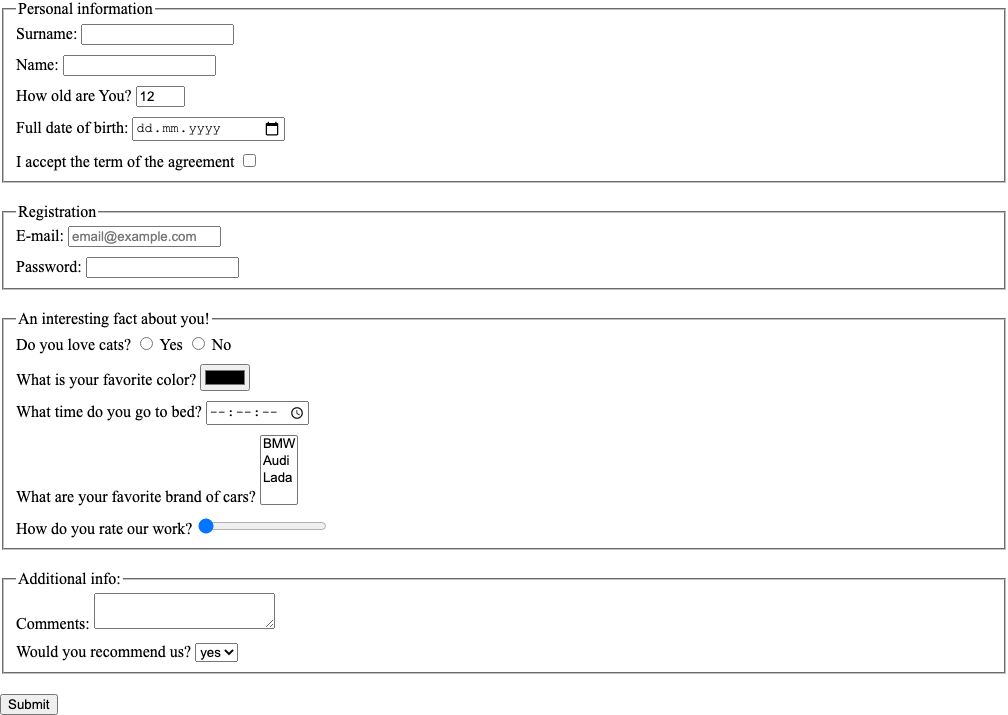 Personal information
Surname:
Name:
How old are You? 12
Full date of birth: dd.mm.yyyy
I accept the term of the agreement
Registration
E-mail: email@example.com
Password:
An interesting fact about you!
Do you love cats? Yes No
What is your favorite color?
What time do you go to bed? --:--:--
BMW
Audi
Lada
What are your favorite brand of cars?
How do you rate our work?
Additional info:
Comments:
Would you recommend us? yes
Submit